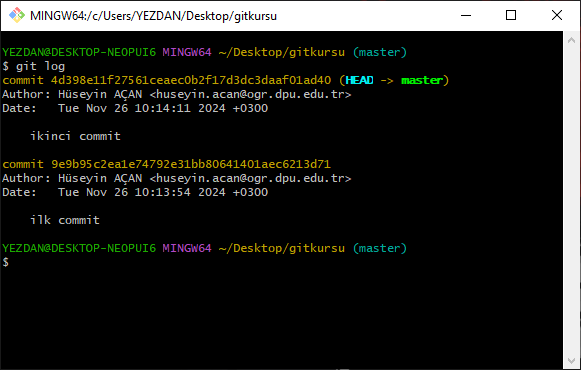 MINGW64:/c/Users/YEZDAN/Desktop/gitkursu
YEZDAN@DESKTOP-NEOPUI6 MINGW64 ~/Desktop/gitkursu (master)
$ git log
commit 4d398e11f27561ceaec0b2f17d3dc3daaf01ad40 (HEAD -> master)
Author: Hüseyin AÇAN <huseyin.acan@ogr.dpu.edu.tr>
Date:   Tue Nov 26 10:14:11 2024 +0300
    ikinci commit
commit 9e9b95c2ea1e74792e31bb80641401aec6213d71
Author: Hüseyin AÇAN <huseyin.acan@ogr.dpu.edu.tr>
Date:   Tue Nov 26 10:13:54 2024 +0300
    ilk commit
YEZDAN@DESKTOP-NEOPUI6 MINGW64 ~/Desktop/gitkursu (master)
$